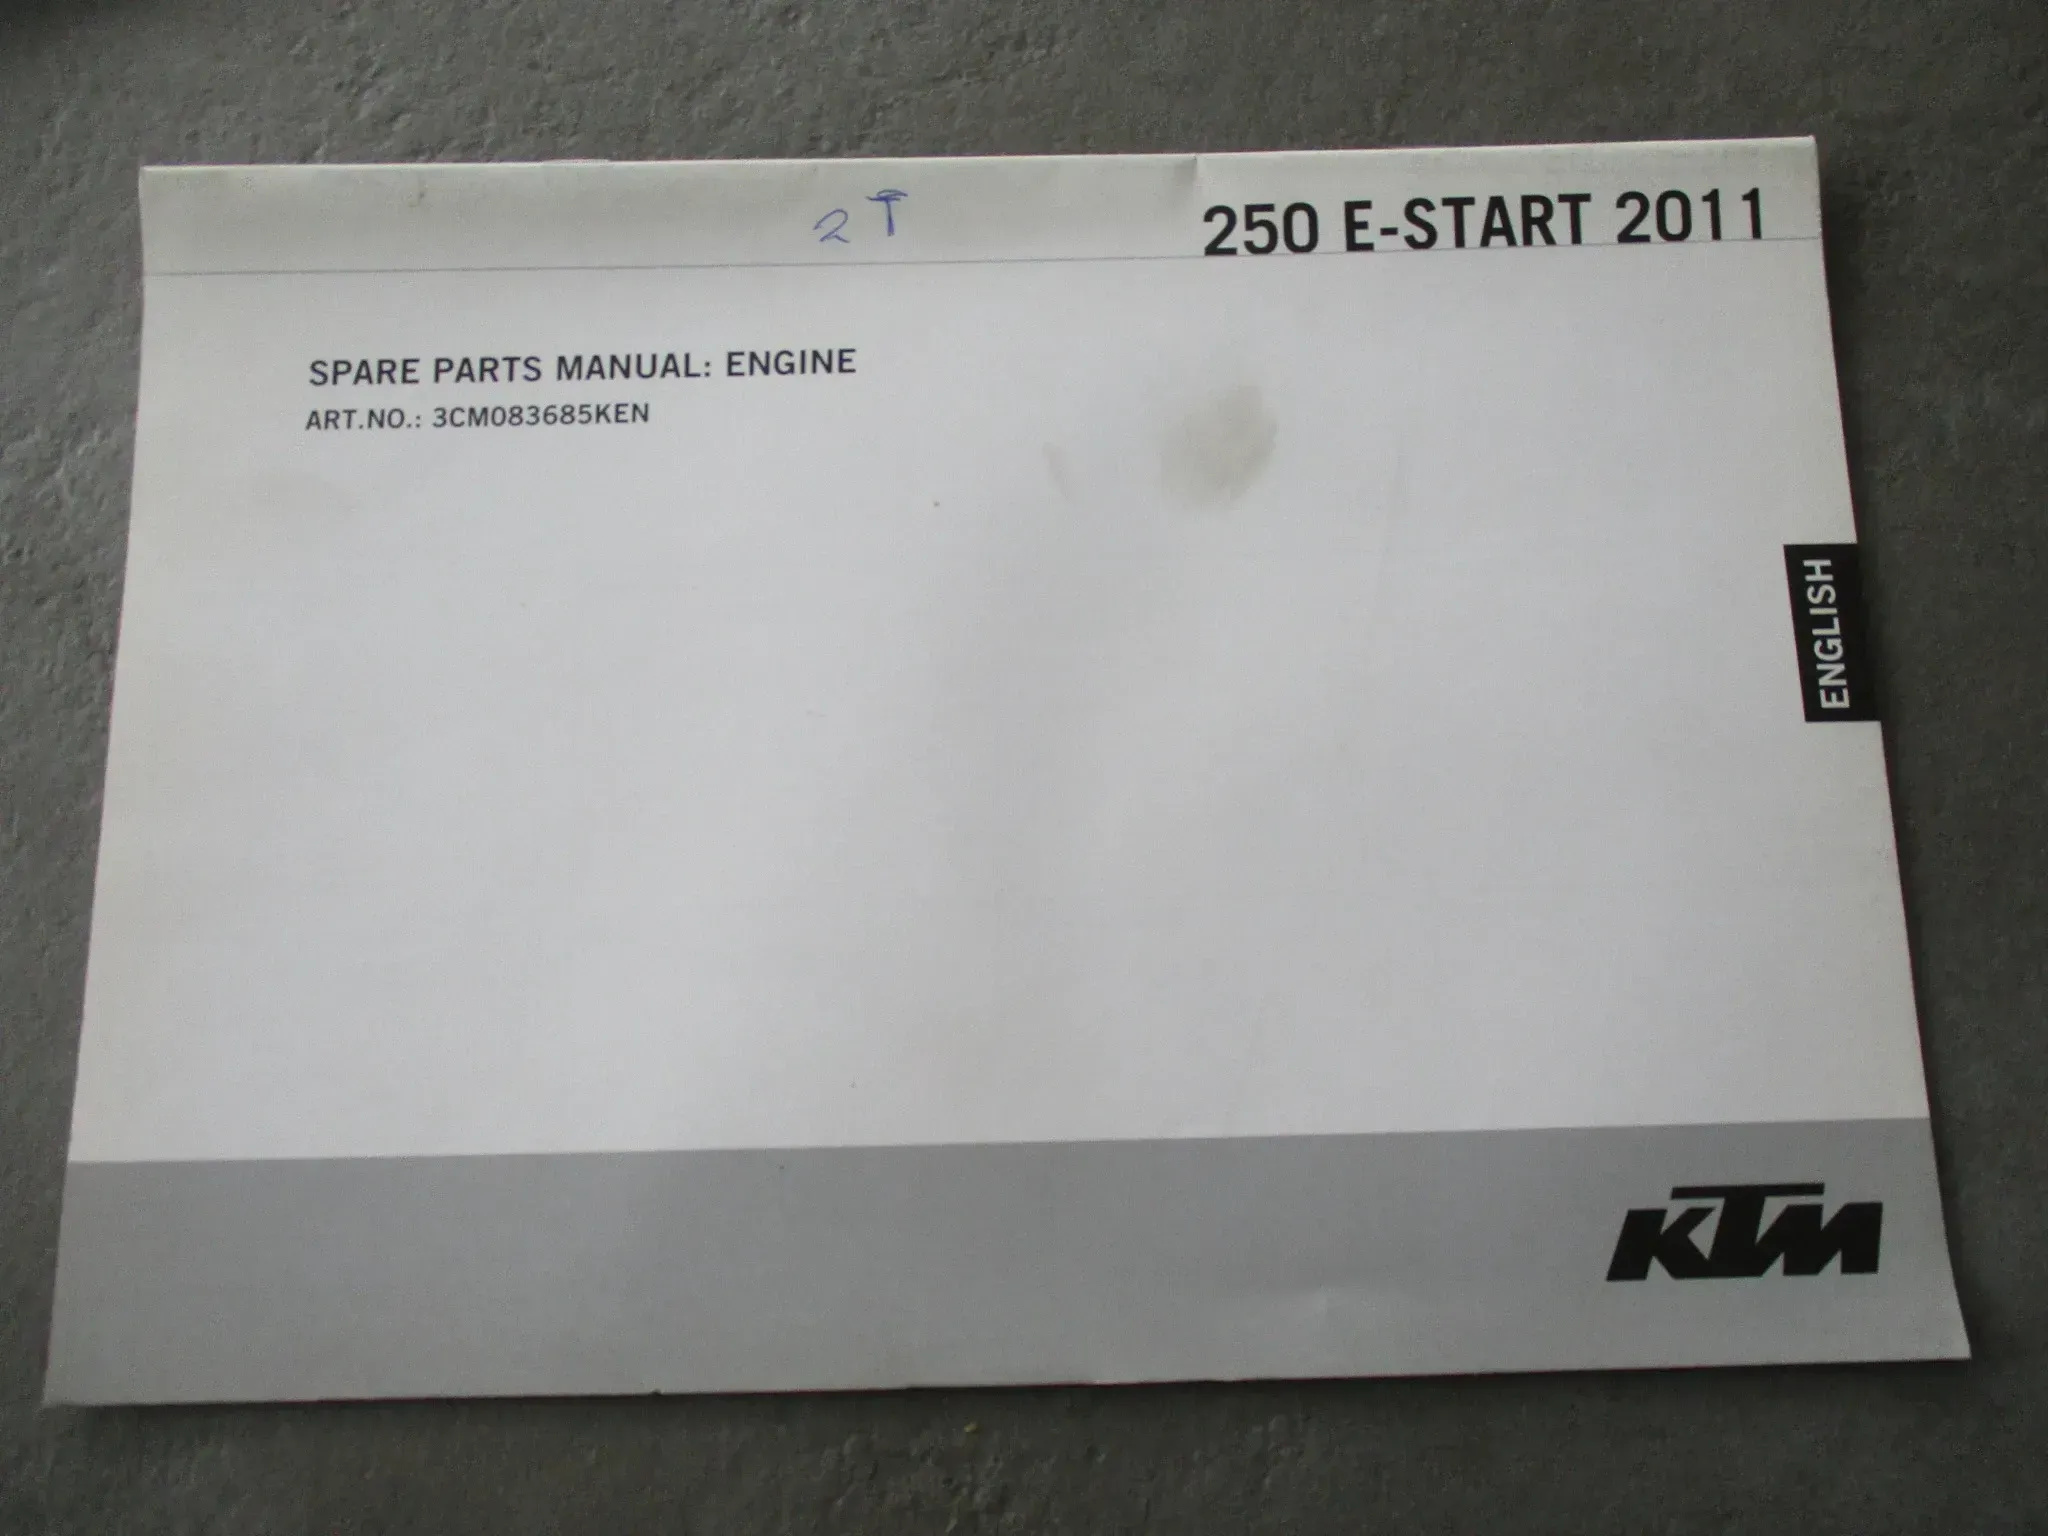 2T
250 E-START 2011
SPARE PARTS MANUAL: ENGINE
ART.NO.: 3CM083685KEN
ENGLISH
KTM